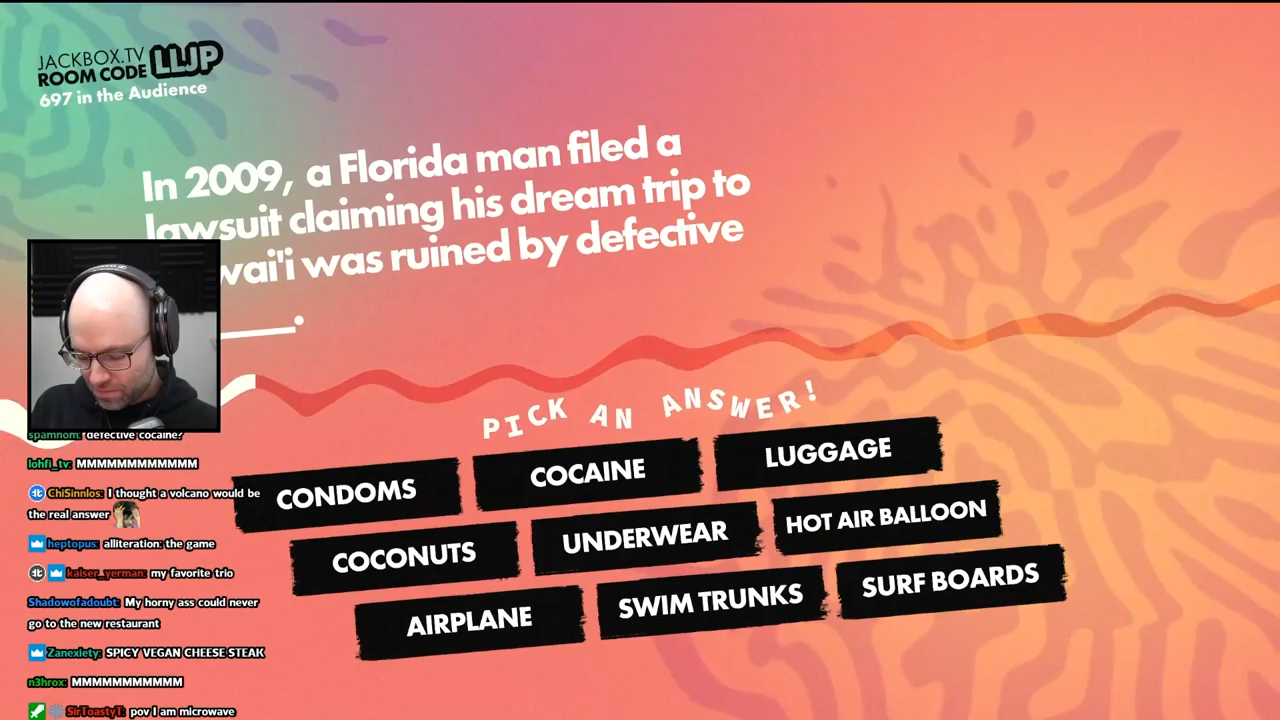 JACKBOX.TV
ROOM CODE LLJP
697 in the Audience
In 2009, a Florida man filed a
lawsuit claiming his dream trip to
wai'i was ruined by defective
PICK AN ANSWER!
CONDOMS
COCAINE
LUGGAGE
COCONUTS
UNDERWEAR
HOT AIR BALLOON
AIRPLANE
SWIM TRUNKS
SURF BOARDS
spamnom: defective cocaine?
lohfi_tv: MMMMMMMMMMMM
ChiSinnlos: I thought a volcano would be
the real answer
heptopus: alliteration: the game
kaiser_yerman: my favorite trio
Shadowofadoubt: My horny ass could never
go to the new restaurant
Zanexiety: SPICY VEGAN CHEESE STEAK
n3hrox: MMMMMMMMMMM
SirToastyT: pov I am microwave